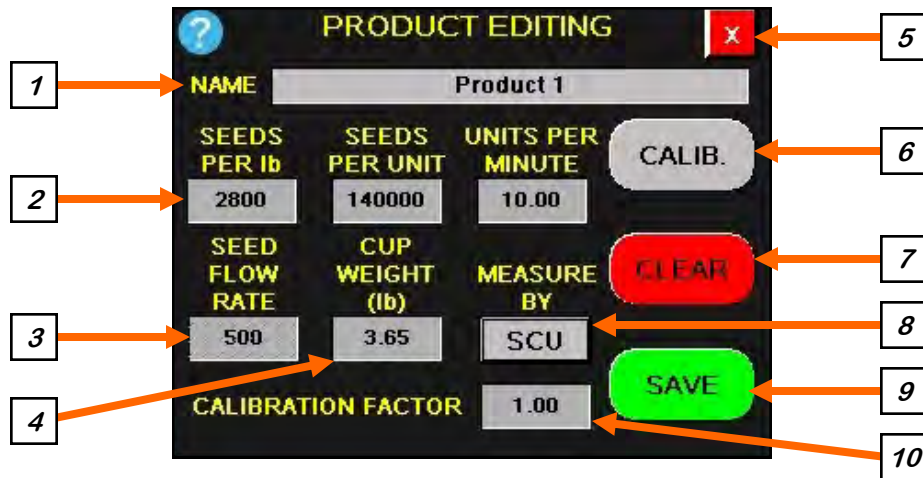 ?
PRODUCT EDITING
X
5
1
NAME
Product 1
SEEDS PER lb
SEEDS PER UNIT
UNITS PER MINUTE
CALIB.
6
2
2800
140000
10.00
SEED FLOW RATE
CUP WEIGHT (lb)
MEASURE BY
CLEAR
7
3
500
3.65
SCU
8
SAVE
9
4
CALIBRATION FACTOR
1.00
10